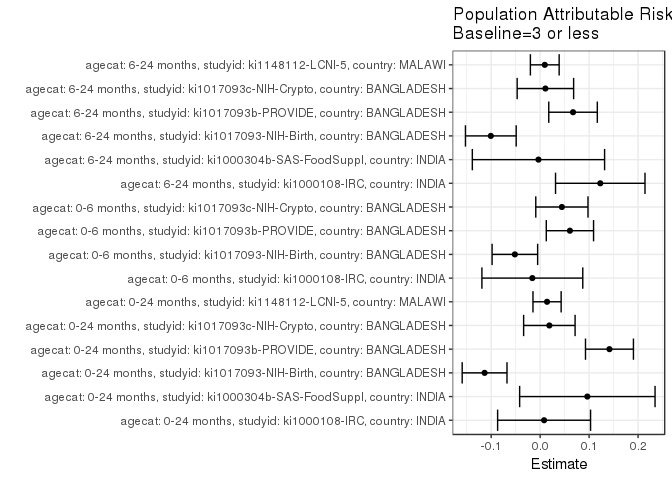 Population Attributable Risk
Baseline=3 or less
agecat: 6-24 months, studyid: ki1148112-LCNI-5, country: MALAWI
agecat: 6-24 months, studyid: ki1017093c-NIH-Crypto, country: BANGLADESH
agecat: 6-24 months, studyid: ki1017093b-PROVIDE, country: BANGLADESH
agecat: 6-24 months, studyid: ki1017093-NIH-Birth, country: BANGLADESH
agecat: 6-24 months, studyid: ki1000304b-SAS-FoodSuppl, country: INDIA
agecat: 6-24 months, studyid: ki1000108-IRC, country: INDIA
agecat: 0-6 months, studyid: ki1017093c-NIH-Crypto, country: BANGLADESH
agecat: 0-6 months, studyid: ki1017093b-PROVIDE, country: BANGLADESH
agecat: 0-6 months, studyid: ki1017093-NIH-Birth, country: BANGLADESH
agecat: 0-6 months, studyid: ki1000108-IRC, country: INDIA
agecat: 0-24 months, studyid: ki1148112-LCNI-5, country: MALAWI
agecat: 0-24 months, studyid: ki1017093c-NIH-Crypto, country: BANGLADESH
agecat: 0-24 months, studyid: ki1017093b-PROVIDE, country: BANGLADESH
agecat: 0-24 months, studyid: ki1017093-NIH-Birth, country: BANGLADESH
agecat: 0-24 months, studyid: ki1000304b-SAS-FoodSuppl, country: INDIA
agecat: 0-24 months, studyid: ki1000108-IRC, country: INDIA
-0.1 0.0 0.1 0.2
Estimate